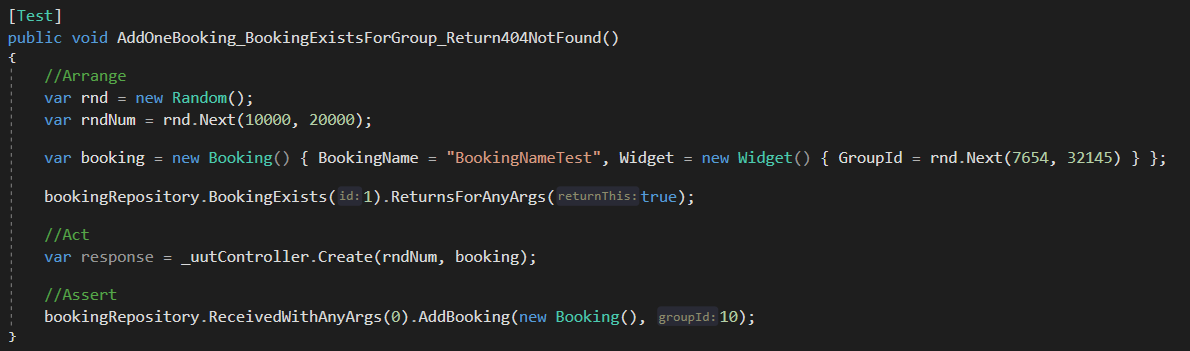 [Test]
public void AddOneBooking_BookingExistsForGroup_Return404NotFound()
{
//Arrange
var rnd = new Random();
var rndNum = rnd.Next(10000, 20000);
var booking = new Booking() { BookingName = "BookingNameTest", Widget = new Widget() { GroupId = rnd.Next(7654, 32145) } };
bookingRepository.BookingExists(id:1).ReturnsForAnyArgs(returnThis:true);
//Act
var response = _uutController.Create(rndNum, booking);
//Assert
bookingRepository.ReceivedWithAnyArgs(0).AddBooking(new Booking(), groupId:10);
}